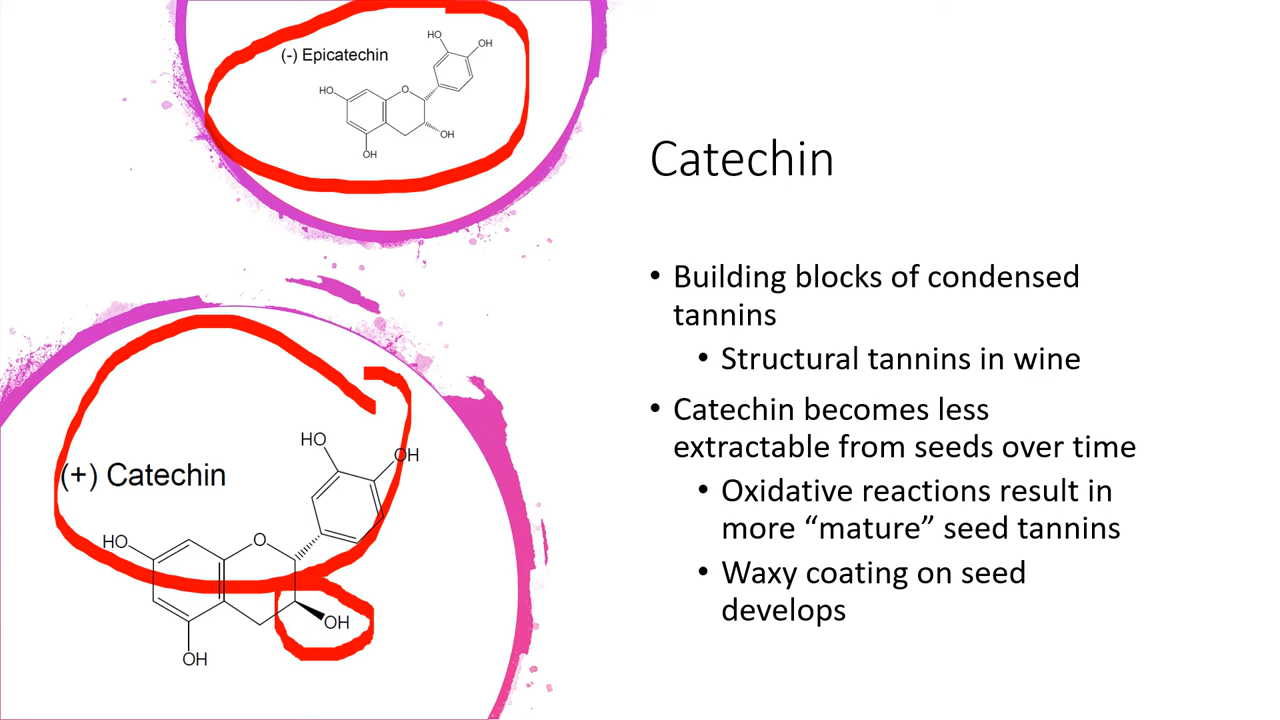 (-) Epicatechin
HO
OH
HO
O
OH
OH
(+) Catechin
HO
OH
HO
O
OH
OH
Catechin
• Building blocks of condensed
tannins
• Structural tannins in wine
• Catechin becomes less
extractable from seeds over time
• Oxidative reactions result in
more “mature” seed tannins
• Waxy coating on seed
develops